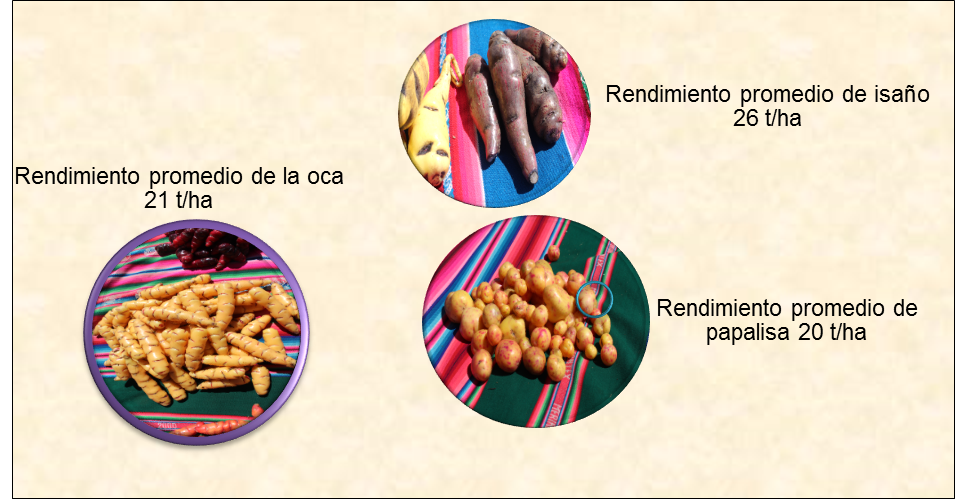 Rendimiento promedio de isaño
26 t/ha
Rendimiento promedio de la oca
21 t/ha
Rendimiento promedio de
papalisa 20 t/ha